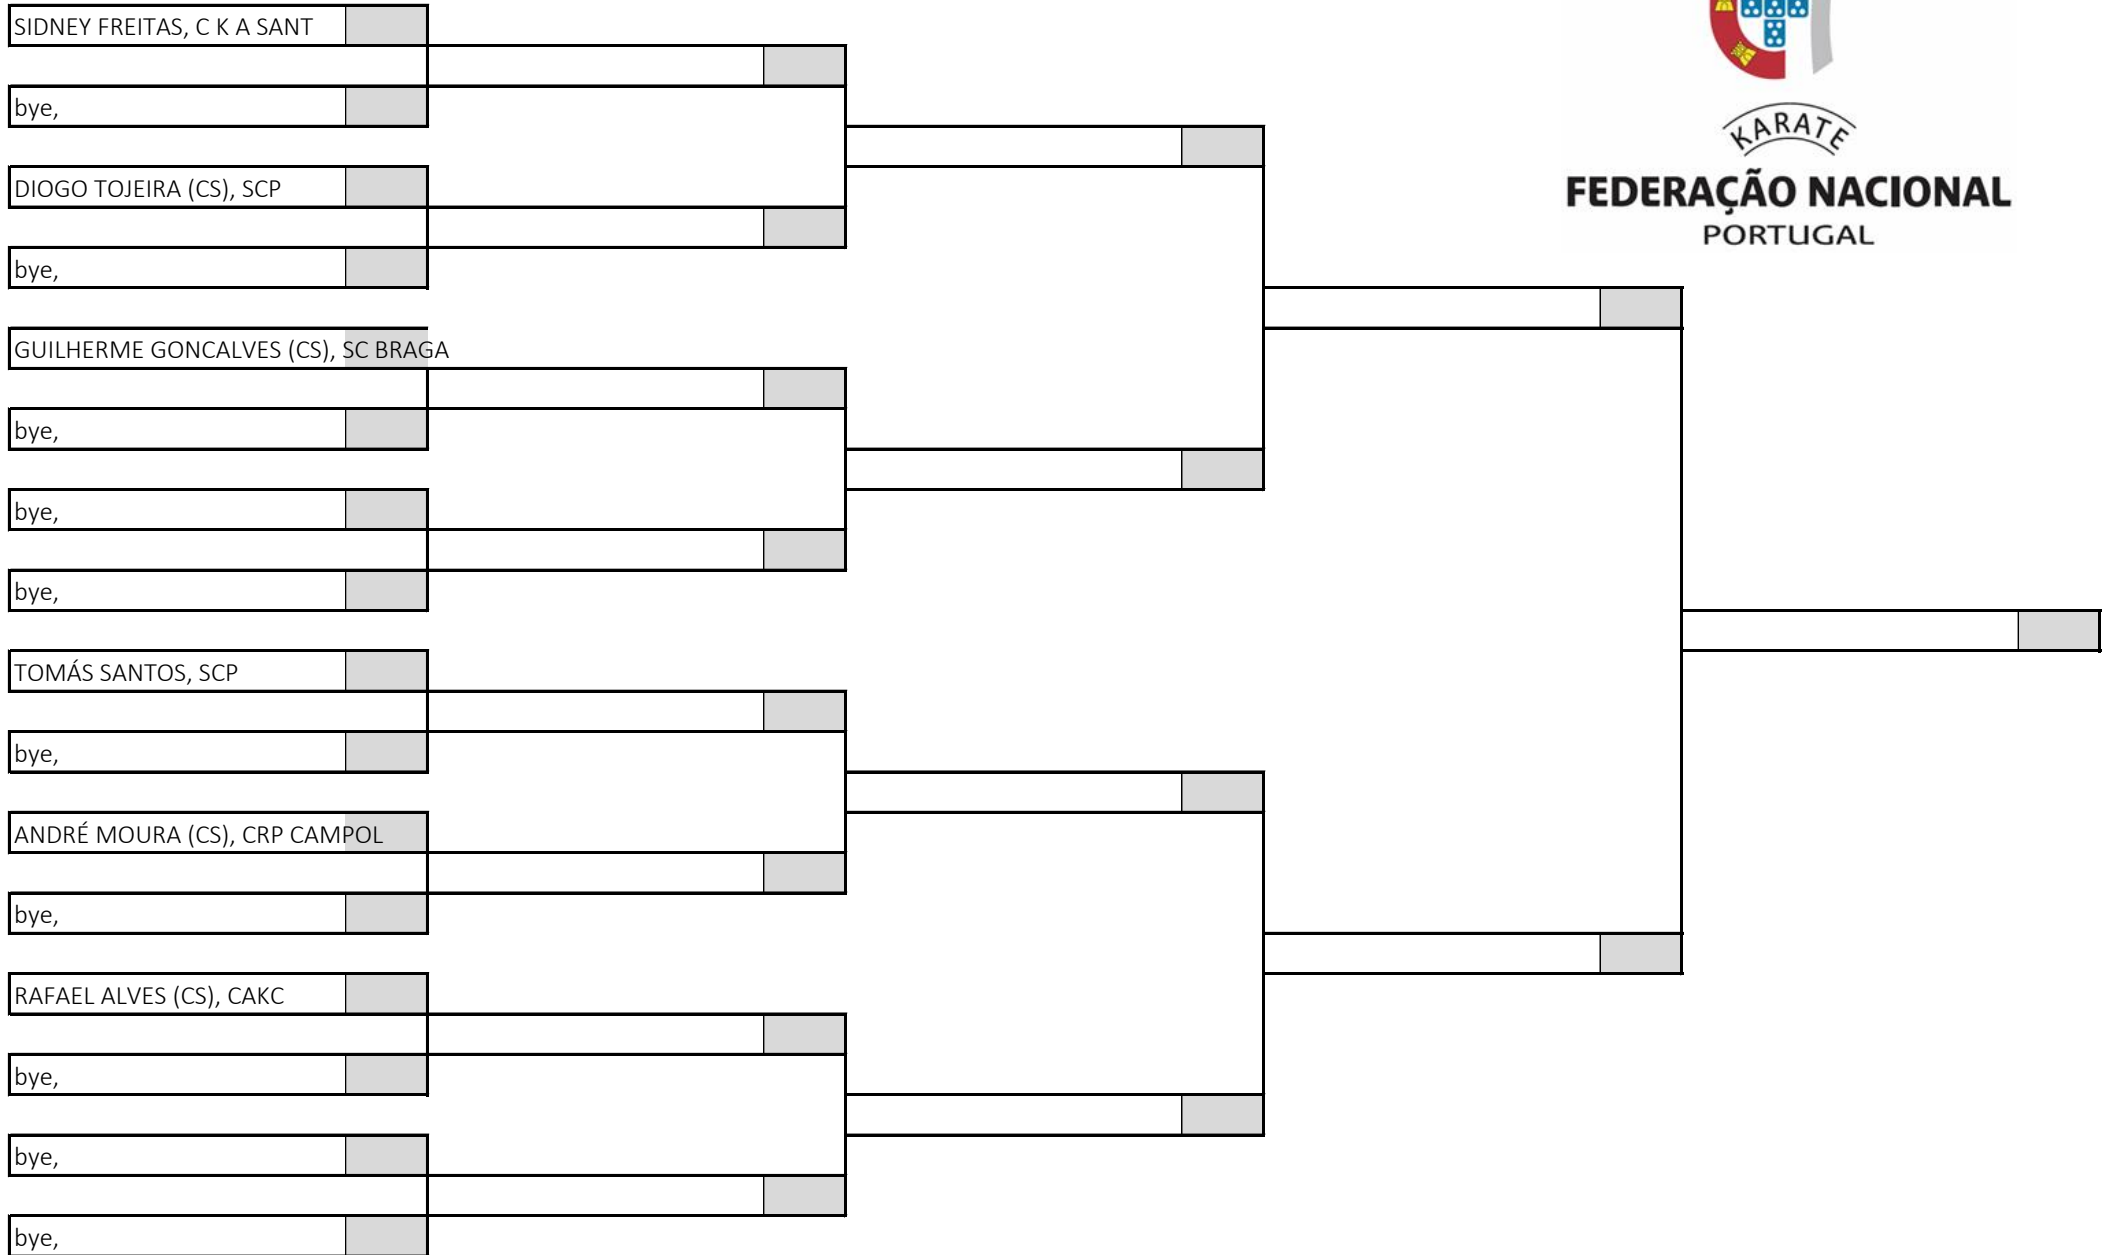 SIDNEY FREITAS, C K A SANT
bye,
DIOGO TOJEIRA (CS), SCP
bye,
GUILHERME GONCALVES (CS), SC BRAGA
bye,
bye,
bye,
TOMÁS SANTOS, SCP
bye,
ANDRÉ MOURA (CS), CRP CAMPOL
bye,
RAFAEL ALVES (CS), CAKC
bye,
bye,
bye,
KARATE
FEDERAÇÃO NACIONAL
PORTUGAL